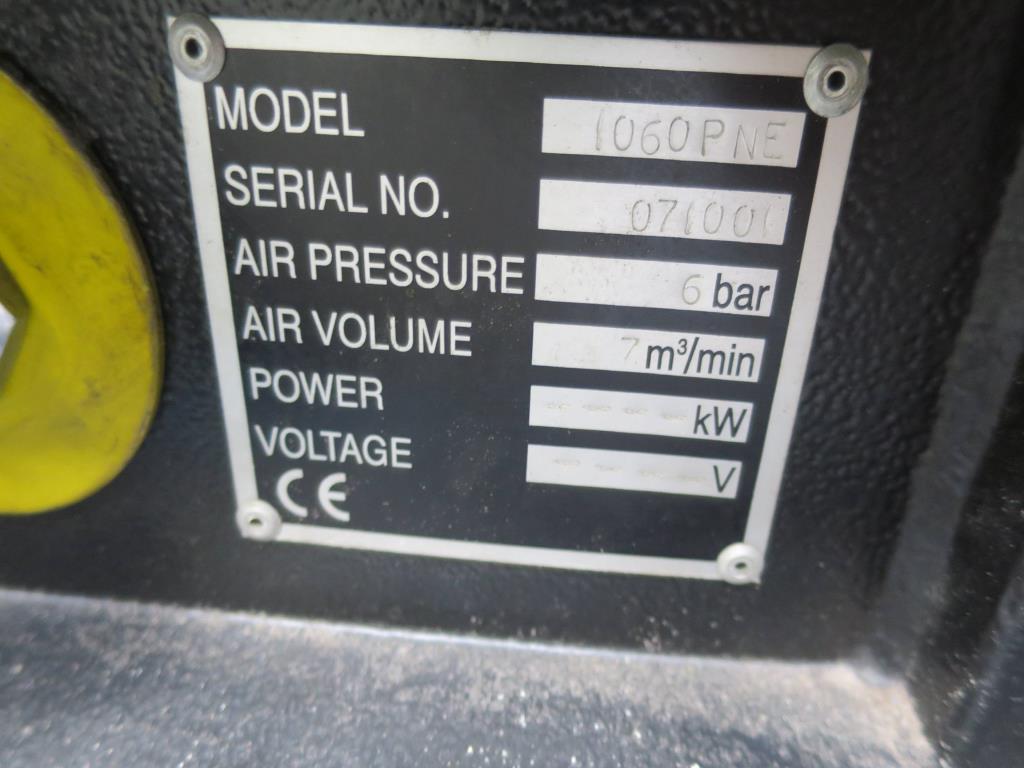 MODEL 1060PNE
SERIAL NO. 071001
AIR PRESSURE 6 bar
AIR VOLUME 7 m³/min
POWER - - - - kW
VOLTAGE - - - - V
CE